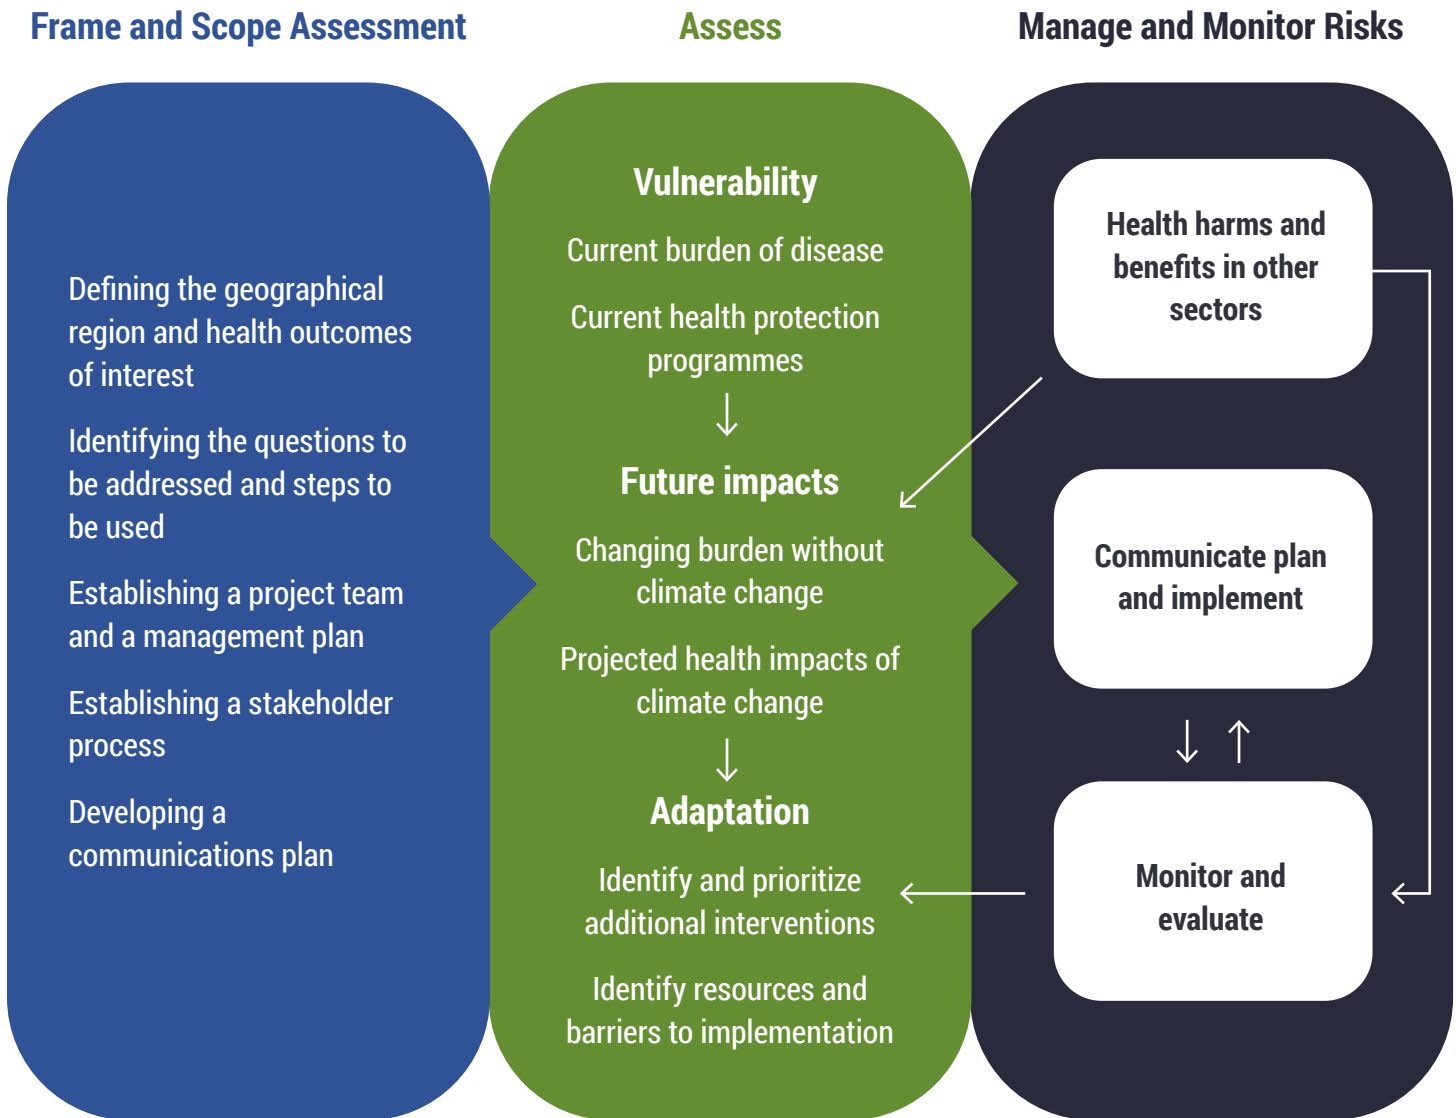 Frame and Scope Assessment
Defining the geographical
region and health outcomes
of interest
Identifying the questions to
be addressed and steps to
be used
Establishing a project team
and a management plan
Establishing a stakeholder
process
Developing a
communications plan
Assess
Vulnerability
Current burden of disease
Current health protection
programmes
Future impacts
Changing burden without
climate change
Projected health impacts of
climate change
Adaptation
Identify and prioritize
additional interventions
Identify resources and
barriers to implementation
Manage and Monitor Risks
Health harms and
benefits in other
sectors
Communicate plan
and implement
Monitor and
evaluate